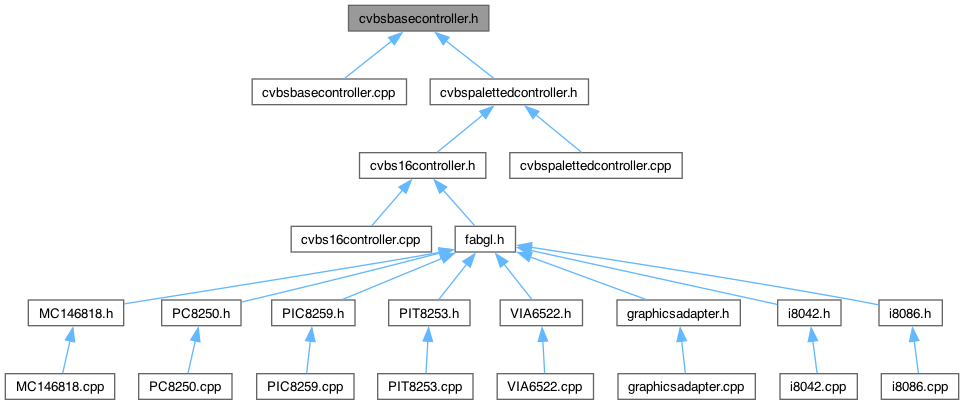 cvbsbasecontroller.h
cvbsbasecontroller.cpp
cvbspalettedcontroller.h
cvbs16controller.h
cvbspalettedcontroller.cpp
cvbs16controller.cpp
fabgl.h
MC146818.h
PC8250.h
PIC8259.h
PIT8253.h
VIA6522.h
graphicsadapter.h
i8042.h
i8086.h
MC146818.cpp
PC8250.cpp
PIC8259.cpp
PIT8253.cpp
VIA6522.cpp
graphicsadapter.cpp
i8042.cpp
i8086.cpp